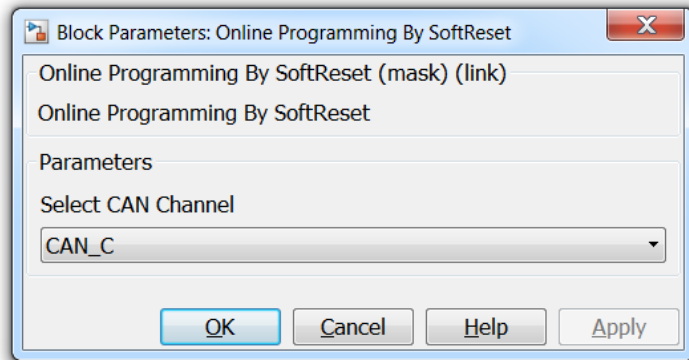 Block Parameters: Online Programming By SoftReset
Online Programming By SoftReset (mask) (link)
Online Programming By SoftReset
Parameters
Select CAN Channel
CAN_C
OK Cancel Help Apply